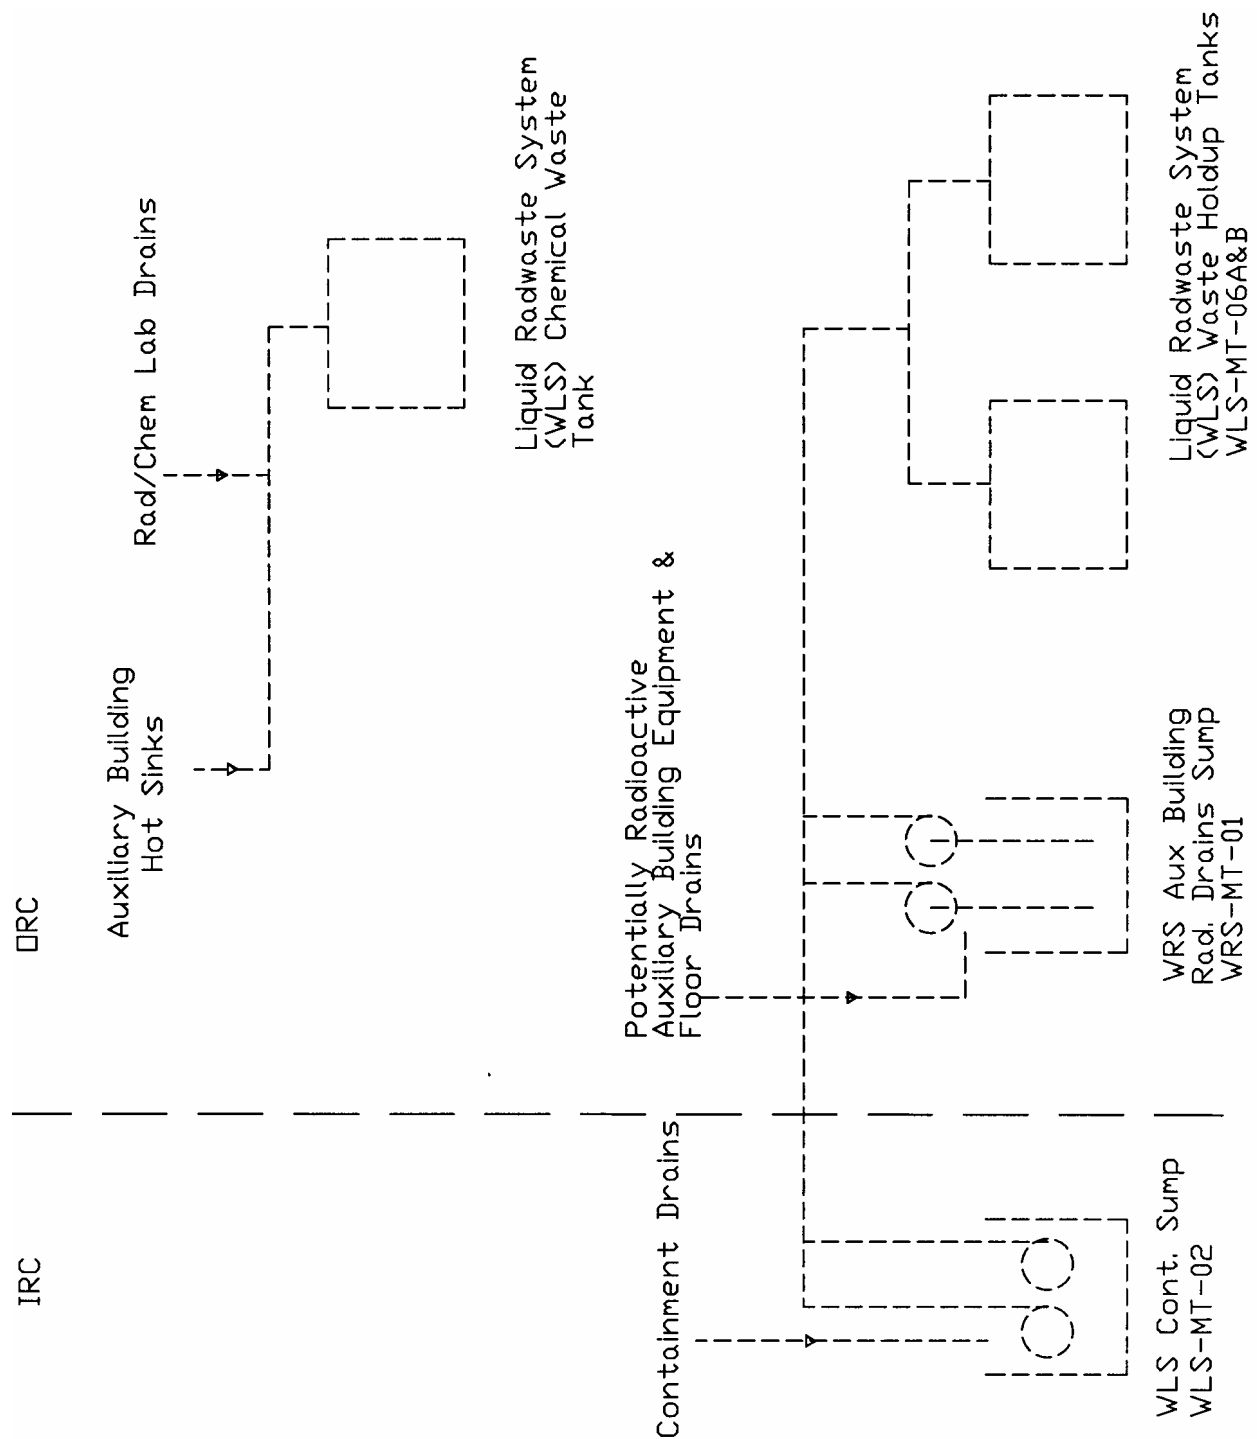 IRC
ORC
Auxiliary Building
Hot Sinks
Rad/Chem Lab Drains
Liquid Radwaste System
(WLS) Chemical Waste
Tank
Containment Drains
Potentially Radioactive
Auxiliary Building Equipment &
Floor Drains
WLS Cont. Sump
WLS-MT-02
WRS Aux Building
Rad. Drains Sump
WRS-MT-01
Liquid Radwaste System
(WLS) Waste Holdup Tanks
WLS-MT-06A&B